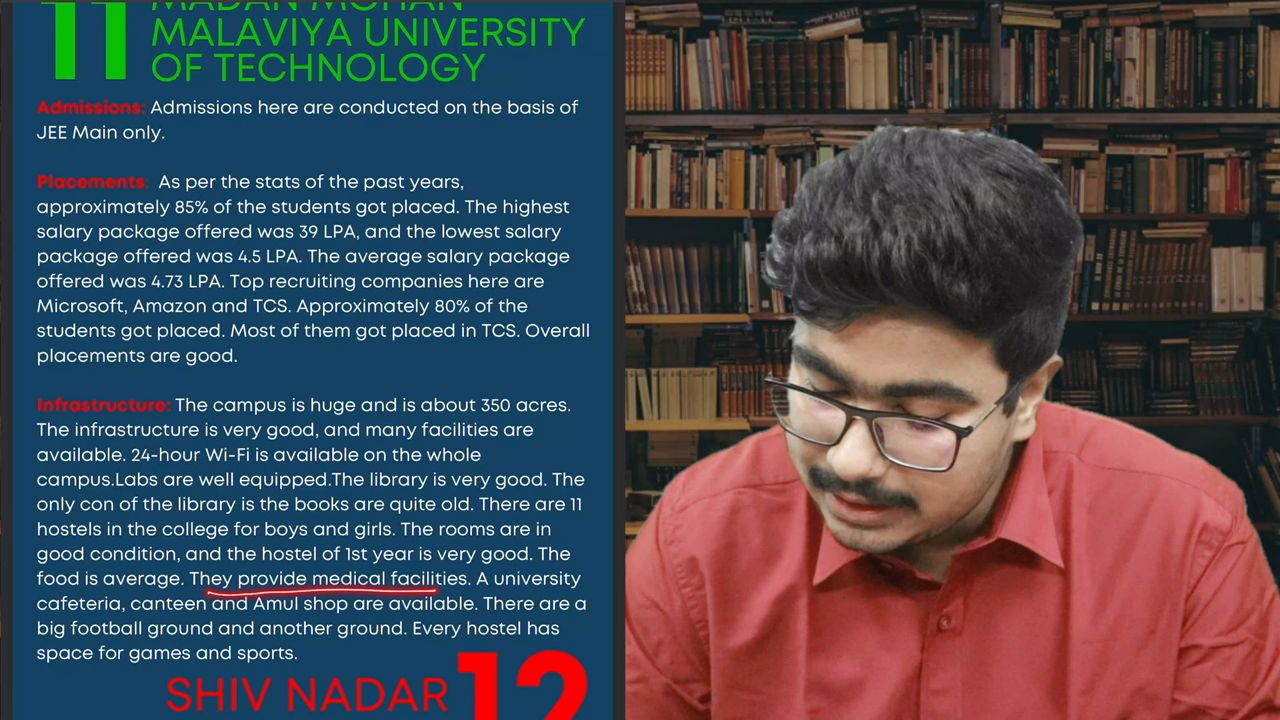 11
MADAN MOHAN
MALAVIYA UNIVERSITY
OF TECHNOLOGY
Admissions: Admissions here are conducted on the basis of
JEE Main only.
Placements: As per the stats of the past years,
approximately 85% of the students got placed. The highest
salary package offered was 39 LPA, and the lowest salary
package offered was 4.5 LPA. The average salary package
offered was 4.73 LPA. Top recruiting companies here are
Microsoft, Amazon and TCS. Approximately 80% of the
students got placed. Most of them got placed in TCS. Overall
placements are good.
Infrastructure: The campus is huge and is about 350 acres.
The infrastructure is very good, and many facilities are
available. 24-hour Wi-Fi is available on the whole
campus.Labs are well equipped.The library is very good. The
only con of the library is the books are quite old. There are 11
hostels in the college for boys and girls. The rooms are in
good condition, and the hostel of 1st year is very good. The
food is average. They provide medical facilities. A university
cafeteria, canteen and Amul shop are available. There are a
big football ground and another ground. Every hostel has
space for games and sports.
SHIV NADAR
12